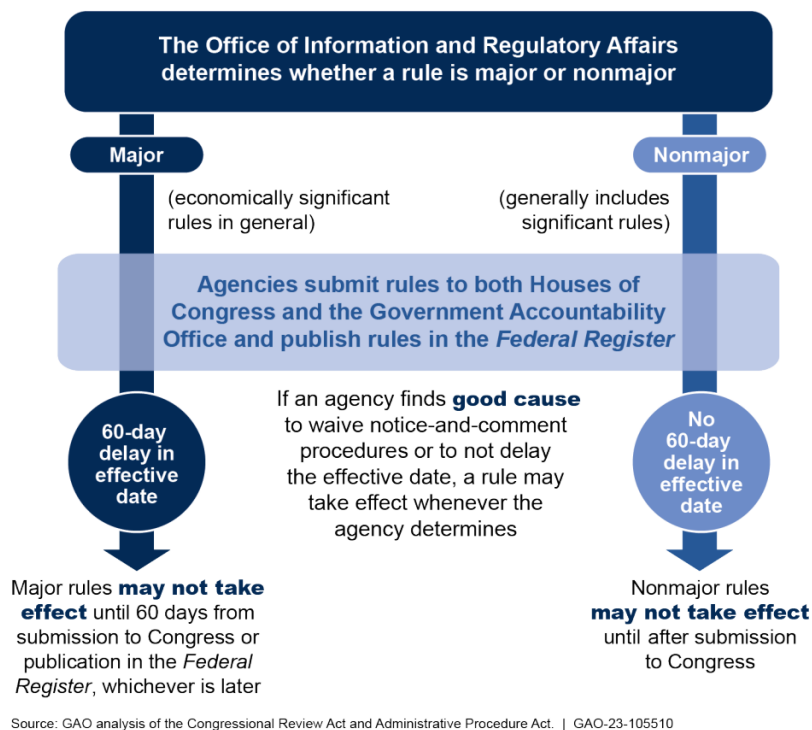 The Office of Information and Regulatory Affairs
determines whether a rule is major or nonmajor
Major
Nonmajor
(economically significant
rules in general)
(generally includes
significant rules)
Agencies submit rules to both Houses of
Congress and the Government Accountability
Office and publish rules in the Federal Register
60-day
delay in
effective
date
If an agency finds good cause
to waive notice-and-comment
procedures or to not delay
the effective date, a rule may
take effect whenever the
agency determines
No
60-day
delay in
effective
date
Major rules may not take
effect until 60 days from
submission to Congress or
publication in the Federal
Register, whichever is later
Nonmajor rules
may not take effect
until after submission
to Congress
Source: GAO analysis of the Congressional Review Act and Administrative Procedure Act. | GAO-23-105510